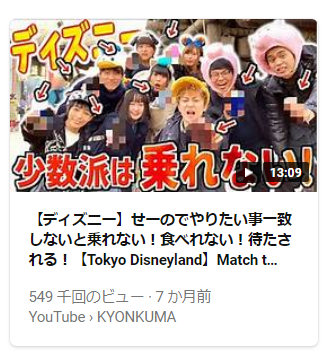 ディズニー
少数派は乗れない!
13:09
【ディズニー】せーのでやりたい事一致
しないと乗れない！食べれない！待たさ
れる！【Tokyo Disneyland】Match t...
549 千回のビュー · 7 か月前
YouTube › KYONKUMA